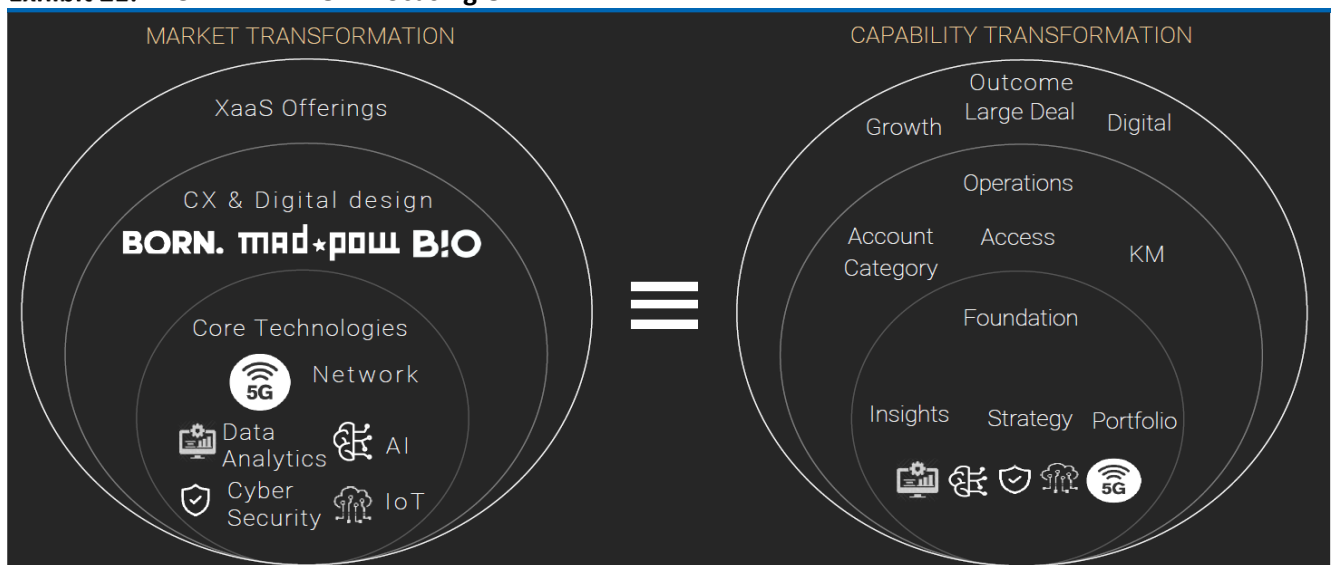 MARKET TRANSFORMATION
XaaS Offerings
CX & Digital design
BORN. mad*pow B!O
Core Technologies
5G Network
Data
Analytics
AI
Cyber
Security
IoT
CAPABILITY TRANSFORMATION
Outcome
Large Deal
Growth
Digital
Operations
Account
Category
Access
KM
Foundation
Insights Strategy Portfolio
5G